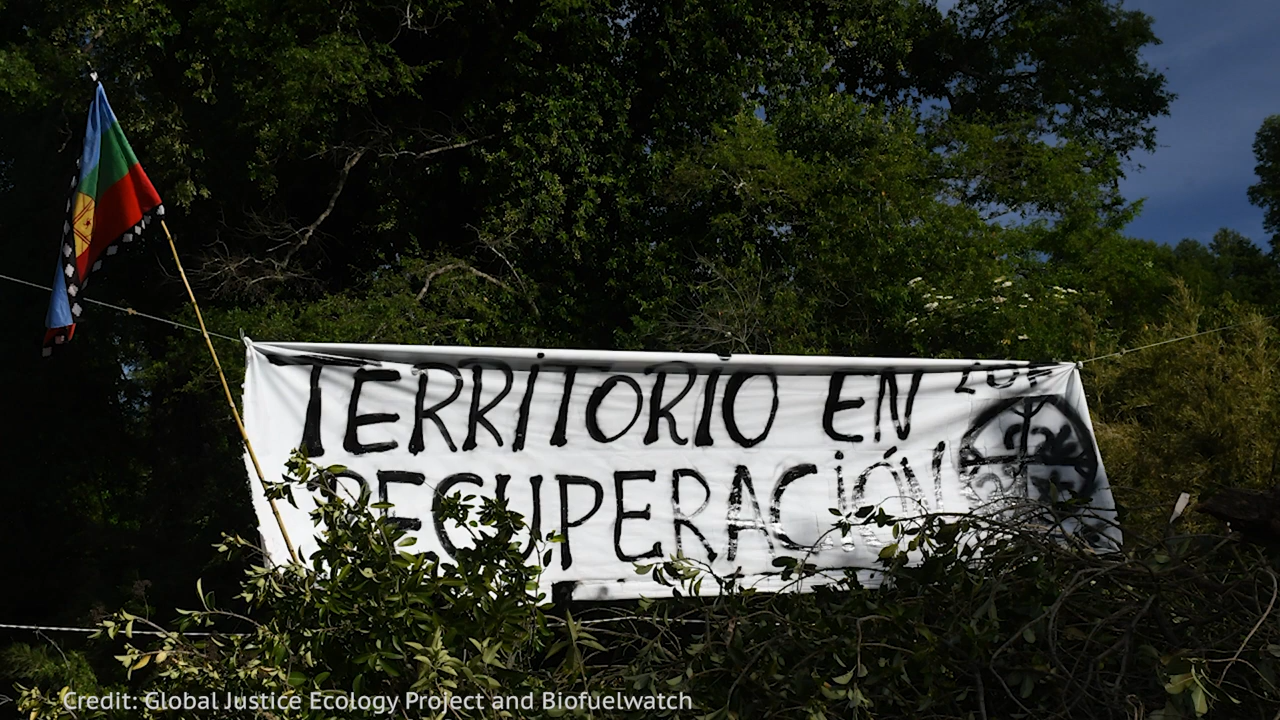 TERRITORIO EN
RECUPERACIÓN
Credit: Global Justice Ecology Project and Biofuelwatch